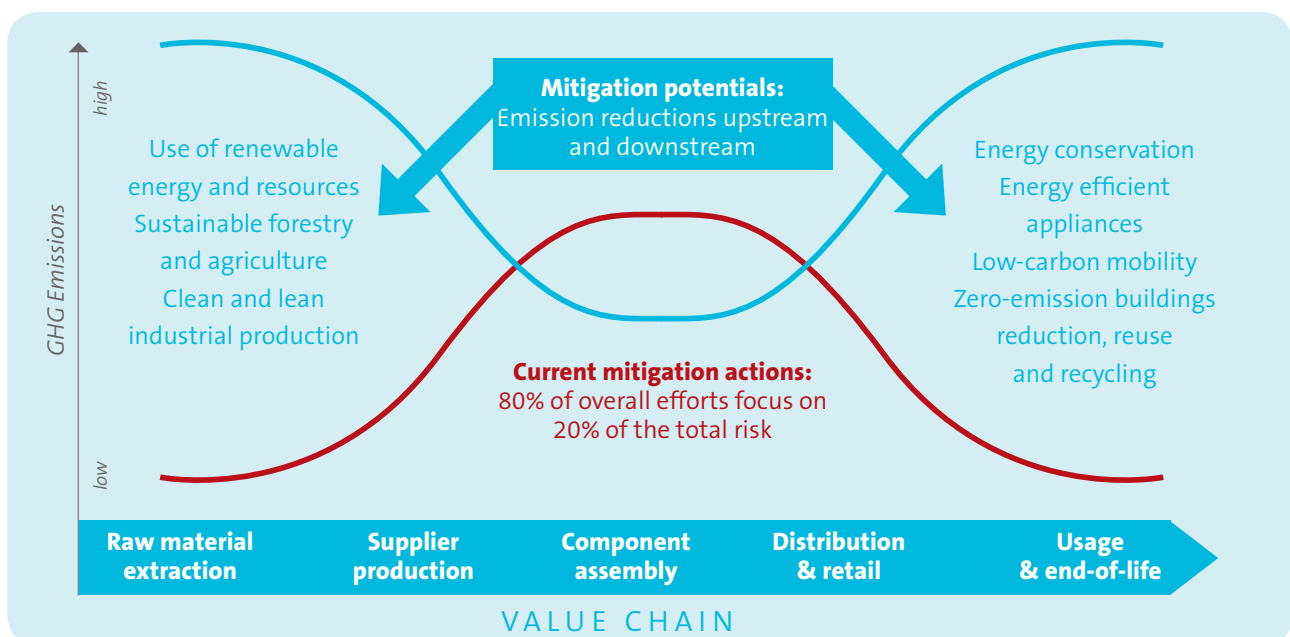 GHG Emissions
high
low
Mitigation potentials:
Emission reductions upstream
and downstream
Use of renewable
energy and resources
Sustainable forestry
and agriculture
Clean and lean
industrial production
Energy conservation
Energy efficient
appliances
Low-carbon mobility
Zero-emission buildings
reduction, reuse
and recycling
Current mitigation actions:
80% of overall efforts focus on
20% of the total risk
Raw material
extraction
Supplier
production
Component
assembly
Distribution
& retail
Usage
& end-of-life
VALUE CHAIN